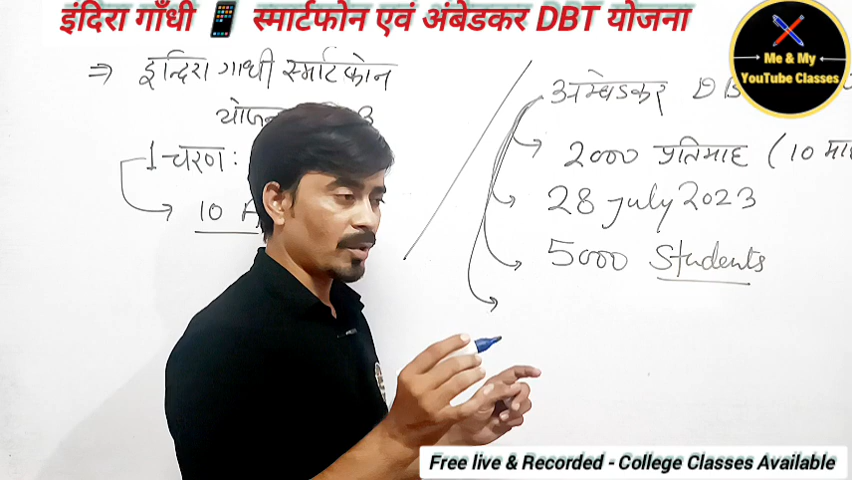 इंदिरा गाँधी स्मार्टफोन एवं अंबेडकर DBT योजना
Me & My
YouTube Classes
⇒ इन्दिरा गाधी स्मार्टफोन
1-चरण:
10
अम्बेडकर DB
2000 प्रतिमाह (10 माह
28 july 2023
5000 Students
Free live & Recorded - College Classes Available